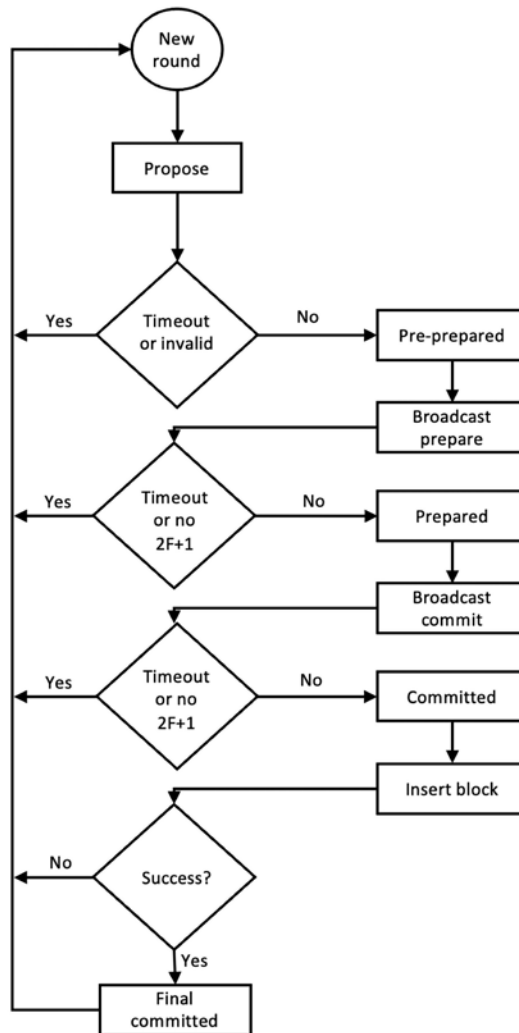 New
round
Propose
Timeout
or invalid
Yes
No
Pre-prepared
Broadcast
prepare
Timeout
or no
2F+1
Yes
No
Prepared
Broadcast
commit
Timeout
or no
2F+1
Yes
No
Committed
Insert block
Success?
No
Yes
Final
committed